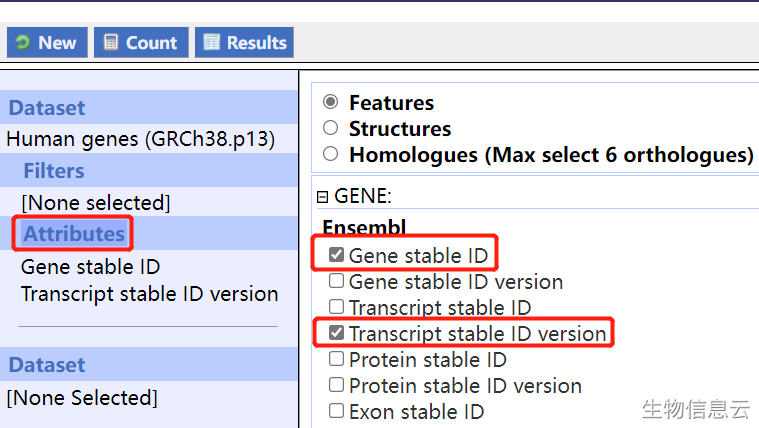 New Count Results
Dataset
Human genes (GRCh38.p13)
Filters
[None selected]
Attributes
Gene stable ID
Transcript stable ID version
Dataset
[None Selected]
Features
Structures
Homologues (Max select 6 orthologues)
GENE:
Ensembl
Gene stable ID
Gene stable ID version
Transcript stable ID
Transcript stable ID version
Protein stable ID
Protein stable ID version
Exon stable ID
生物信息云